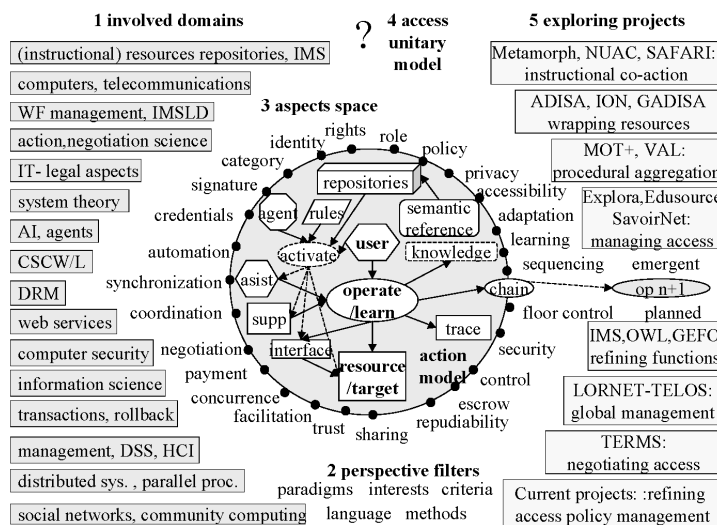 1 involved domains
(instructional) resources repositories, IMS
computers, telecommunications
WF management, IMSLD
action,negotiation science
IT- legal aspects
system theory
AI, agents
CSCW/L
DRM
web services
computer security
information science
transactions, rollback
management, DSS, HCI
distributed sys. , parallel proc.
social networks, community computing
?
4 access
unitary
model
3 aspects space
rights
role
identity
policy
category
privacy
signature
accessibility
credentials
adaptation
learning
automation
sequencing
synchronization
coordination
floor control
negotiation
security
payment
control
concurrence
escrow
facilitation
repudiability
trust
sharing
repositories
agent
rules
semantic
reference
activate
user
knowledge
asist
operate
/learn
chain
supp
trace
interface
resource
/target
action
model
emergent
op n+1
planned
2 perspective filters
paradigms interests criteria
language methods
5 exploring projects
Metamorph, NUAC, SAFARI:
instructional co-action
ADISA, ION, GADISA
wrapping resources
MOT+, VAL:
procedural aggregation
Explora,Edusource
SavoirNet:
managing access
IMS,OWL,GEFO
refining functions
LORNET-TELOS:
global management
TERMS:
negotiating access
Current projects: :refining
access policy management